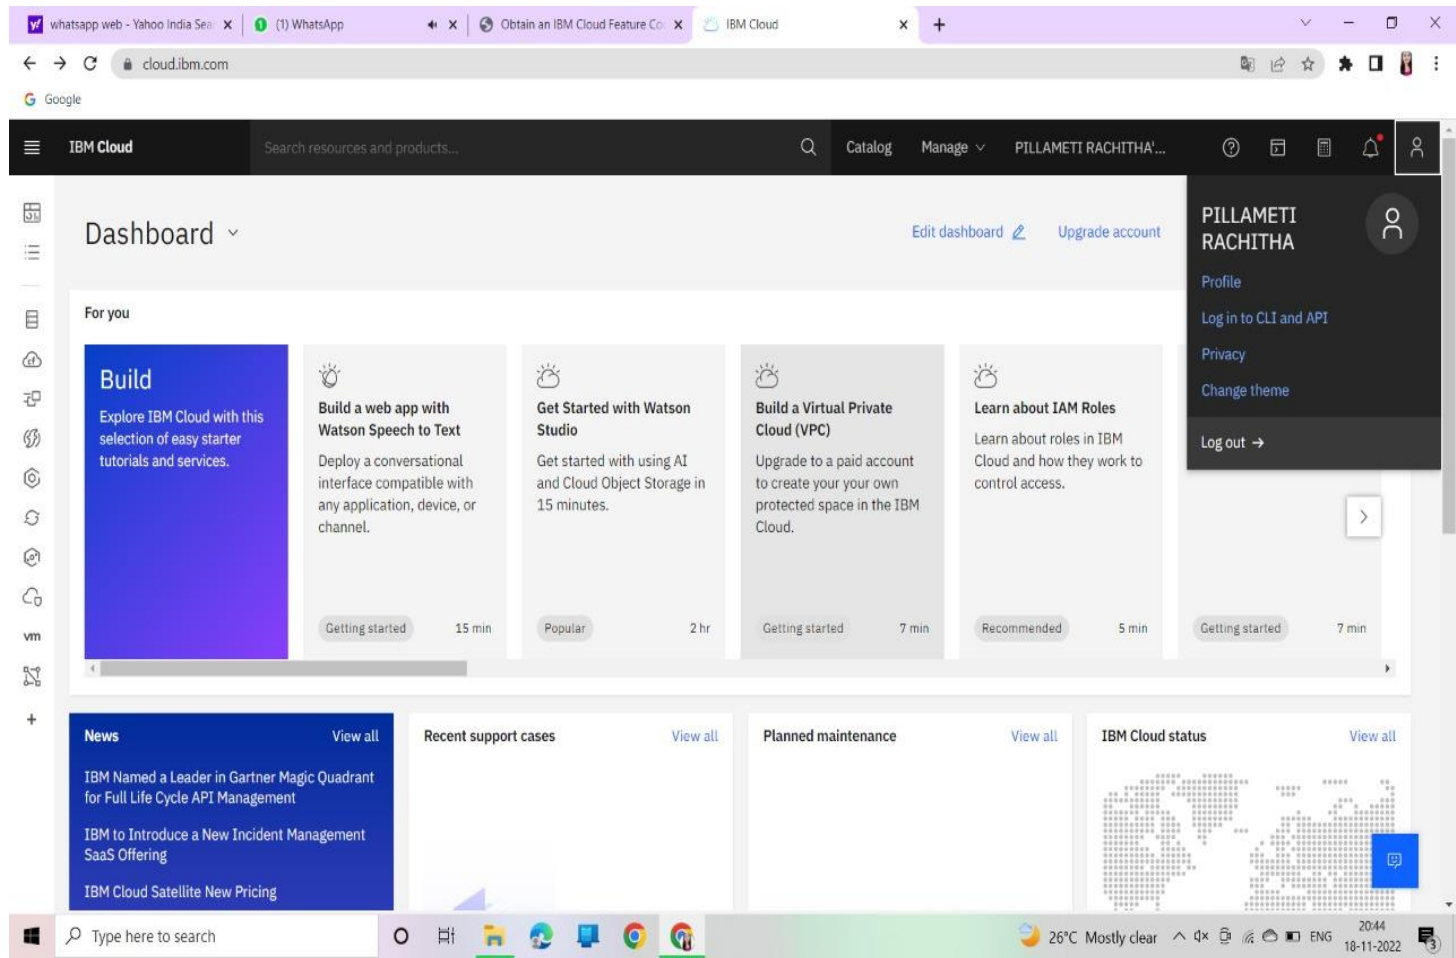 whatsapp web - Yahoo India Sea
(1) WhatsApp
Obtain an IBM Cloud Feature Co
IBM Cloud
cloud.ibm.com
Google
IBM Cloud
Search resources and products...
Catalog
Manage
PILLAMETI RACHITHA'...
Dashboard
Edit dashboard
Upgrade account
PILLAMETI
RACHITHA
Profile
Log in to CLI and API
Privacy
Change theme
Log out →
For you
Build
Explore IBM Cloud with this
selection of easy starter
tutorials and services.
Build a web app with
Watson Speech to Text
Deploy a conversational
interface compatible with
any application, device, or
channel.
Getting started 15 min
Get Started with Watson
Studio
Get started with using AI
and Cloud Object Storage in
15 minutes.
Popular 2 hr
Build a Virtual Private
Cloud (VPC)
Upgrade to a paid account
to create your your own
protected space in the IBM
Cloud.
Getting started 7 min
Learn about IAM Roles
Learn about roles in IBM
Cloud and how they work to
control access.
Recommended 5 min
Getting started 7 min
vm
News View all
IBM Named a Leader in Gartner Magic Quadrant
for Full Life Cycle API Management
IBM to Introduce a New Incident Management
SaaS Offering
IBM Cloud Satellite New Pricing
Recent support cases View all
Planned maintenance View all
IBM Cloud status View all
Type here to search
26°C Mostly clear
ENG
20:44
18-11-2022
3